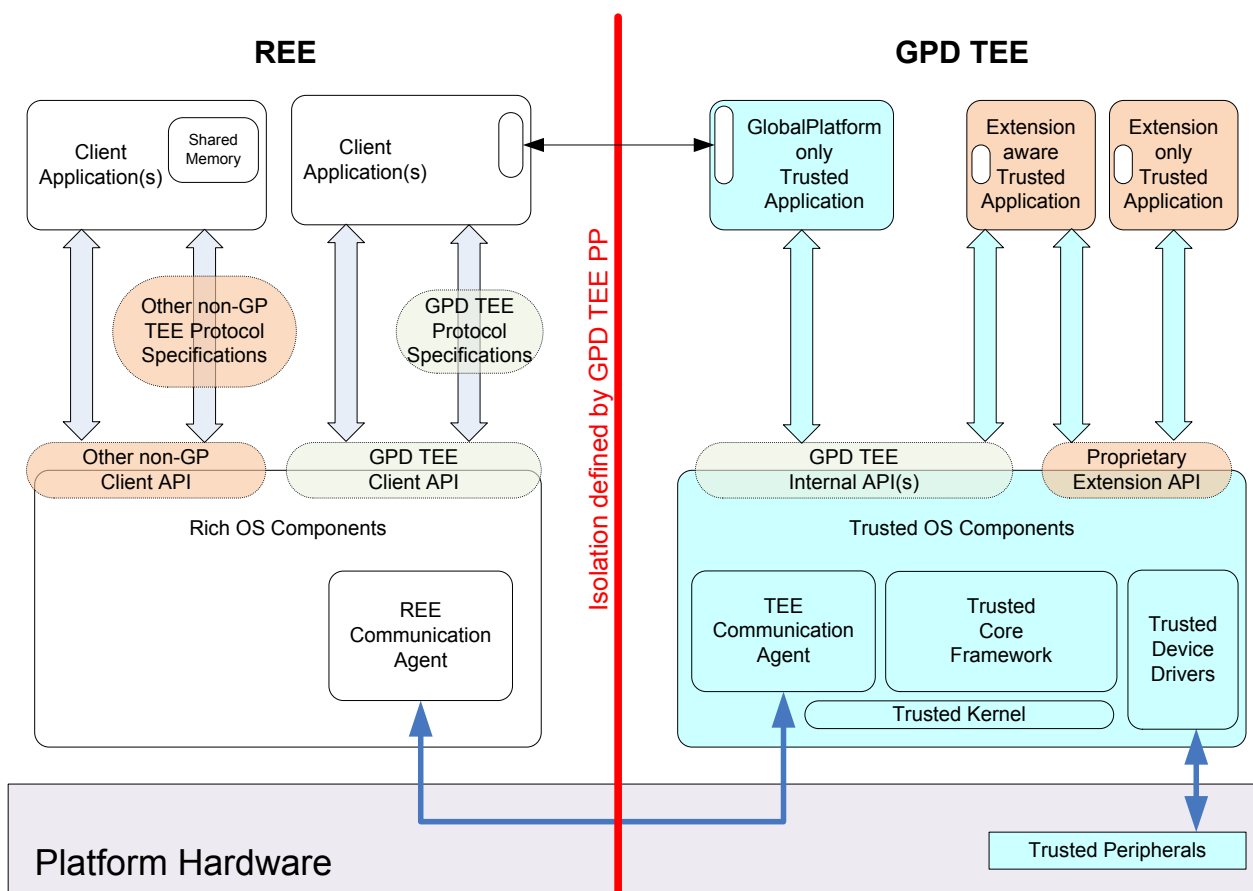 REE
GPD TEE
Client
Application(s)
Shared
Memory
Client
Application(s)
GlobalPlatform
only
Trusted
Application
Extension
aware
Trusted
Application
Extension
only
Trusted
Application
Isolation defined by GPD TEE PP
Other non-GP
TEE Protocol
Specifications
GPD TEE
Protocol
Specifications
Other non-GP
Client API
GPD TEE
Client API
GPD TEE
Internal API(s)
Proprietary
Extension API
Rich OS Components
Trusted OS Components
REE
Communication
Agent
TEE
Communication
Agent
Trusted
Core
Framework
Trusted
Device
Drivers
Trusted Kernel
Platform Hardware
Trusted Peripherals